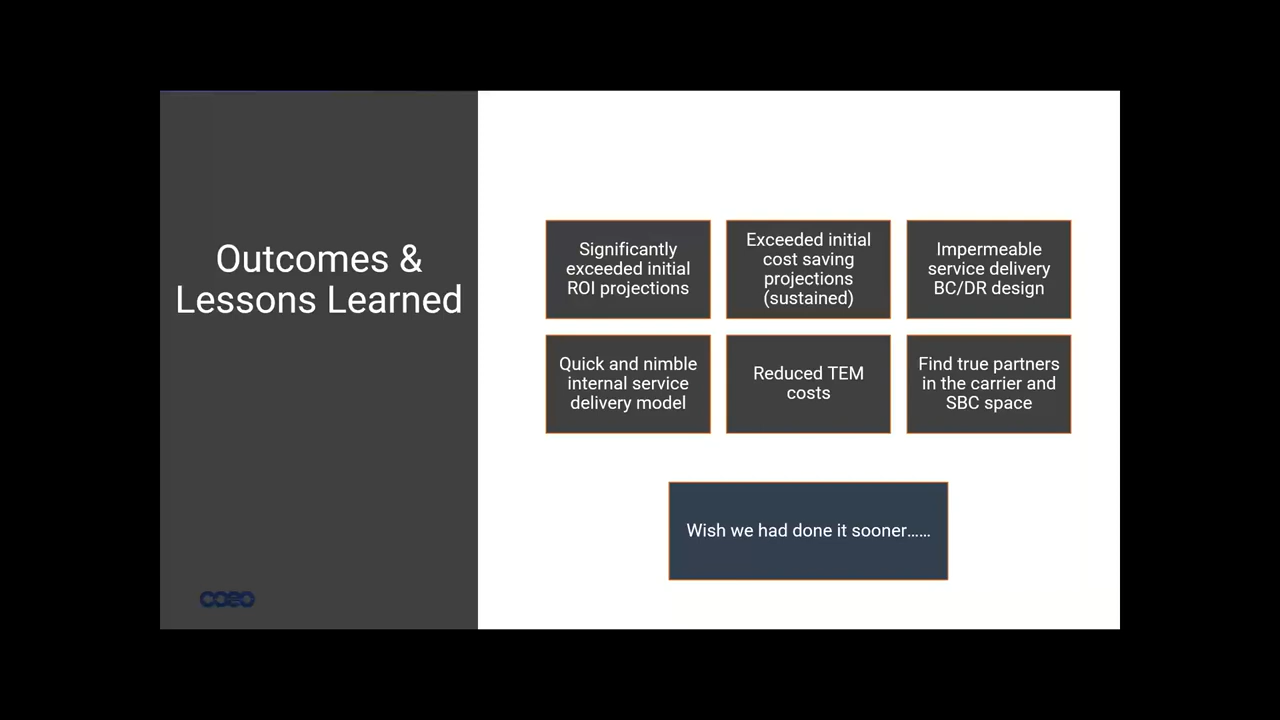 Outcomes &
Lessons Learned
Significantly
exceeded initial
ROI projections
Exceeded initial
cost saving
projections
(sustained)
Impermeable
service delivery
BC/DR design
Quick and nimble
internal service
delivery model
Reduced TEM
costs
Find true partners
in the carrier and
SBC space
Wish we had done it sooner……
coeo